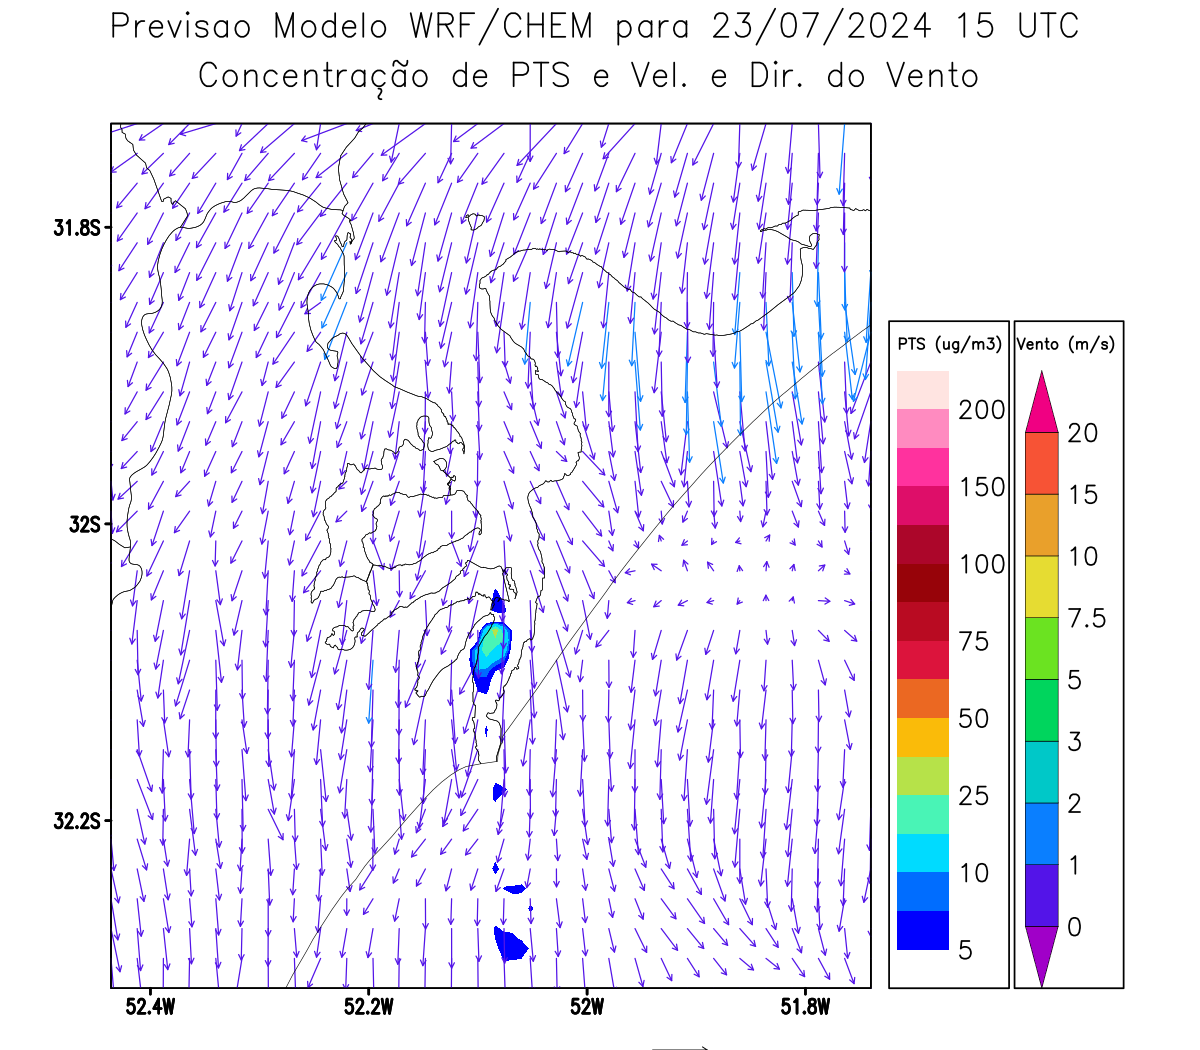 Previsao Modelo WRF/CHEM para 23/07/2024 15 UTC
Concentração de PTS e Vel. e Dir. do Vento
31.8S
32S
32.2S
52.4W
52.2W
52W
51.8W
PTS (ug/m3)
200
150
100
75
50
25
10
5
Vento (m/s)
20
15
10
7.5
5
3
2
1
0